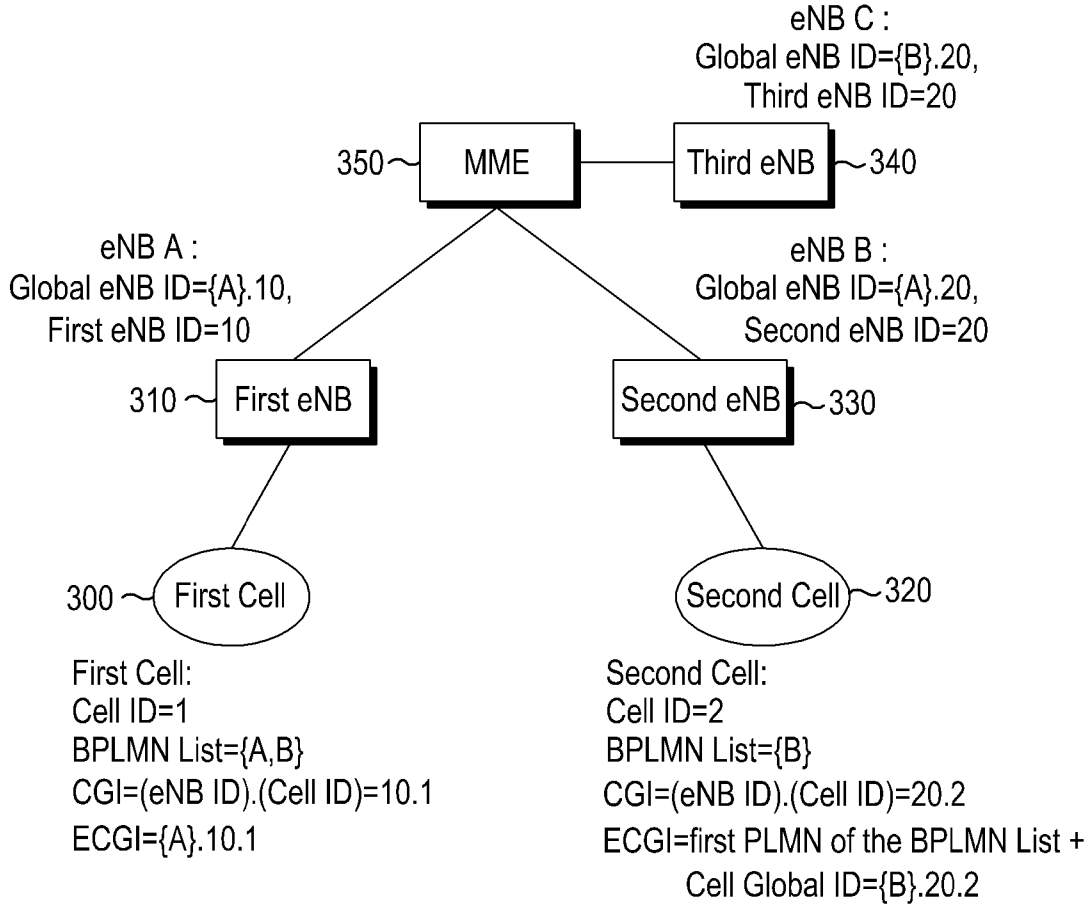 eNB C :
Global eNB ID={B}.20,
Third eNB ID=20
350
MME
Third eNB
340
eNB A :
Global eNB ID={A}.10,
First eNB ID=10
eNB B :
Global eNB ID={A}.20,
Second eNB ID=20
310
First eNB
Second eNB
330
300
First Cell
Second Cell
320
First Cell:
Cell ID=1
BPLMN List={A,B}
CGI=(eNB ID).(Cell ID)=10.1
ECGI={A}.10.1
Second Cell:
Cell ID=2
BPLMN List={B}
CGI=(eNB ID).(Cell ID)=20.2
ECGI=first PLMN of the BPLMN List +
Cell Global ID={B}.20.2